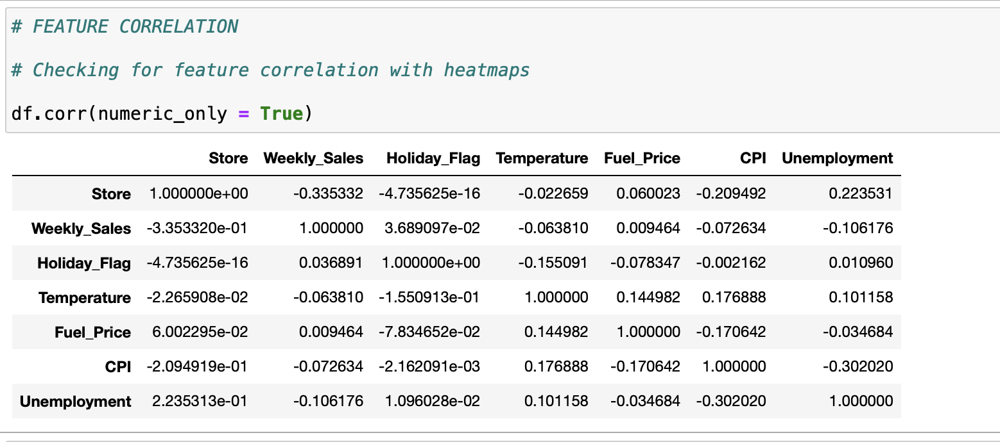 # FEATURE CORRELATION
# Checking for feature correlation with heatmaps
df.corr(numeric_only = True)
Store Weekly_Sales Holiday_Flag Temperature Fuel_Price CPI Unemployment
Store 1.000000e+00 -0.335332 -4.735625e-16 -0.022659 0.060023 -0.209492 0.223531
Weekly_Sales -3.353320e-01 1.000000 3.689097e-02 -0.063810 0.009464 -0.072634 -0.106176
Holiday_Flag -4.735625e-16 0.036891 1.000000e+00 -0.155091 -0.078347 -0.002162 0.010960
Temperature -2.265908e-02 -0.063810 -1.550913e-01 1.000000 0.144982 0.176888 0.101158
Fuel_Price 6.002295e-02 0.009464 -7.834652e-02 0.144982 1.000000 -0.170642 -0.034684
CPI -2.094919e-01 -0.072634 -2.162091e-03 0.176888 -0.170642 1.000000 -0.302020
Unemployment 2.235313e-01 -0.106176 1.096028e-02 0.101158 -0.034684 -0.302020 1.000000